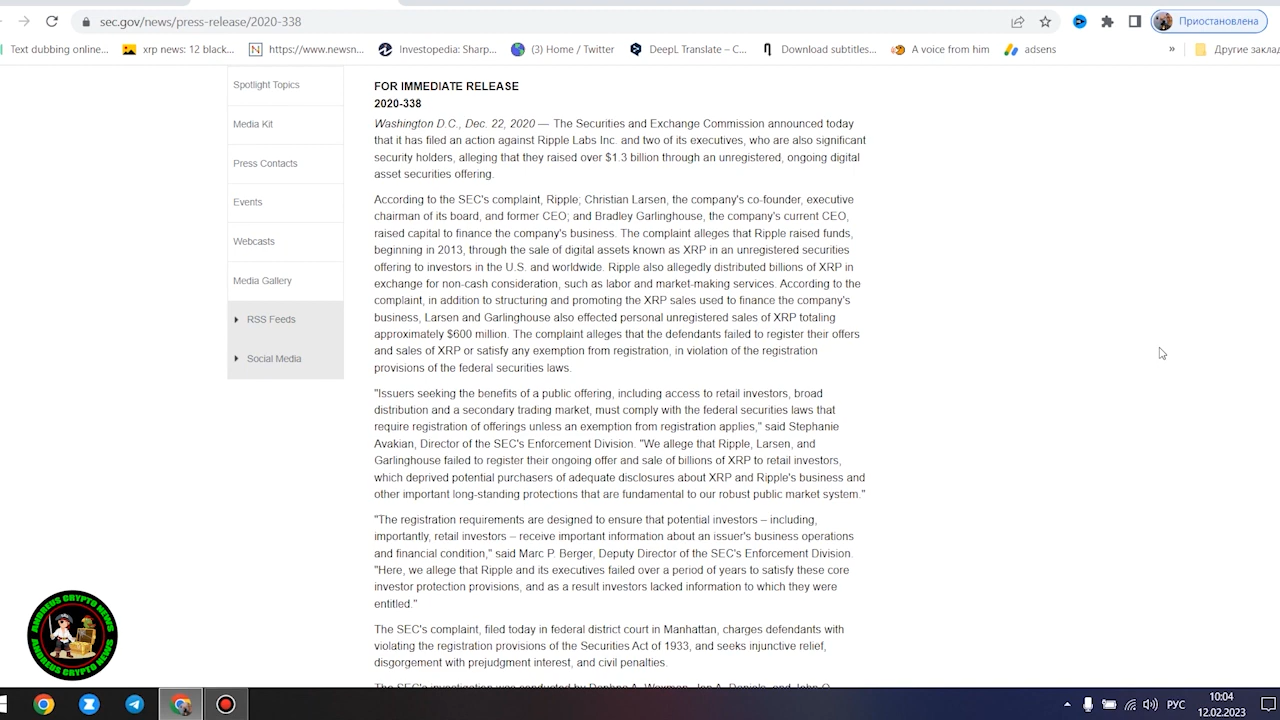 sec.gov/news/press-release/2020-338
Приостановлена
Text dubbing online...
xrp news: 12 black...
https://www.newsn...
Investopedia: Sharp...
(3) Home / Twitter
DeepL Translate – C...
Download subtitles...
A voice from him
adsens
»
Другие заклад
Spotlight Topics
Media Kit
Press Contacts
Events
Webcasts
Media Gallery
RSS Feeds
Social Media
FOR IMMEDIATE RELEASE
2020-338
Washington D.C., Dec. 22, 2020 — The Securities and Exchange Commission announced today
that it has filed an action against Ripple Labs Inc. and two of its executives, who are also significant
security holders, alleging that they raised over $1.3 billion through an unregistered, ongoing digital
asset securities offering.
According to the SEC's complaint, Ripple; Christian Larsen, the company's co-founder, executive
chairman of its board, and former CEO; and Bradley Garlinghouse, the company's current CEO,
raised capital to finance the company's business. The complaint alleges that Ripple raised funds,
beginning in 2013, through the sale of digital assets known as XRP in an unregistered securities
offering to investors in the U.S. and worldwide. Ripple also allegedly distributed billions of XRP in
exchange for non-cash consideration, such as labor and market-making services. According to the
complaint, in addition to structuring and promoting the XRP sales used to finance the company's
business, Larsen and Garlinghouse also effected personal unregistered sales of XRP totaling
approximately $600 million. The complaint alleges that the defendants failed to register their offers
and sales of XRP or satisfy any exemption from registration, in violation of the registration
provisions of the federal securities laws.
"Issuers seeking the benefits of a public offering, including access to retail investors, broad
distribution and a secondary trading market, must comply with the federal securities laws that
require registration of offerings unless an exemption from registration applies," said Stephanie
Avakian, Director of the SEC's Enforcement Division. "We allege that Ripple, Larsen, and
Garlinghouse failed to register their ongoing offer and sale of billions of XRP to retail investors,
which deprived potential purchasers of adequate disclosures about XRP and Ripple's business and
other important long-standing protections that are fundamental to our robust public market system."
"The registration requirements are designed to ensure that potential investors – including,
importantly, retail investors – receive important information about an issuer's business operations
and financial condition," said Marc P. Berger, Deputy Director of the SEC's Enforcement Division.
"Here, we allege that Ripple and its executives failed over a period of years to satisfy these core
investor protection provisions, and as a result investors lacked information to which they were
entitled."
The SEC's complaint, filed today in federal district court in Manhattan, charges defendants with
violating the registration provisions of the Securities Act of 1933, and seeks injunctive relief,
disgorgement with prejudgment interest, and civil penalties.
The SEC's investigation was conducted by Daphna A. Waxman, Jon A. Daniels, and John O.
ANDREUS CRYPTO NEWS
ANDREUS CRYPTO NEWS
РУС
10:04
12.02.2023